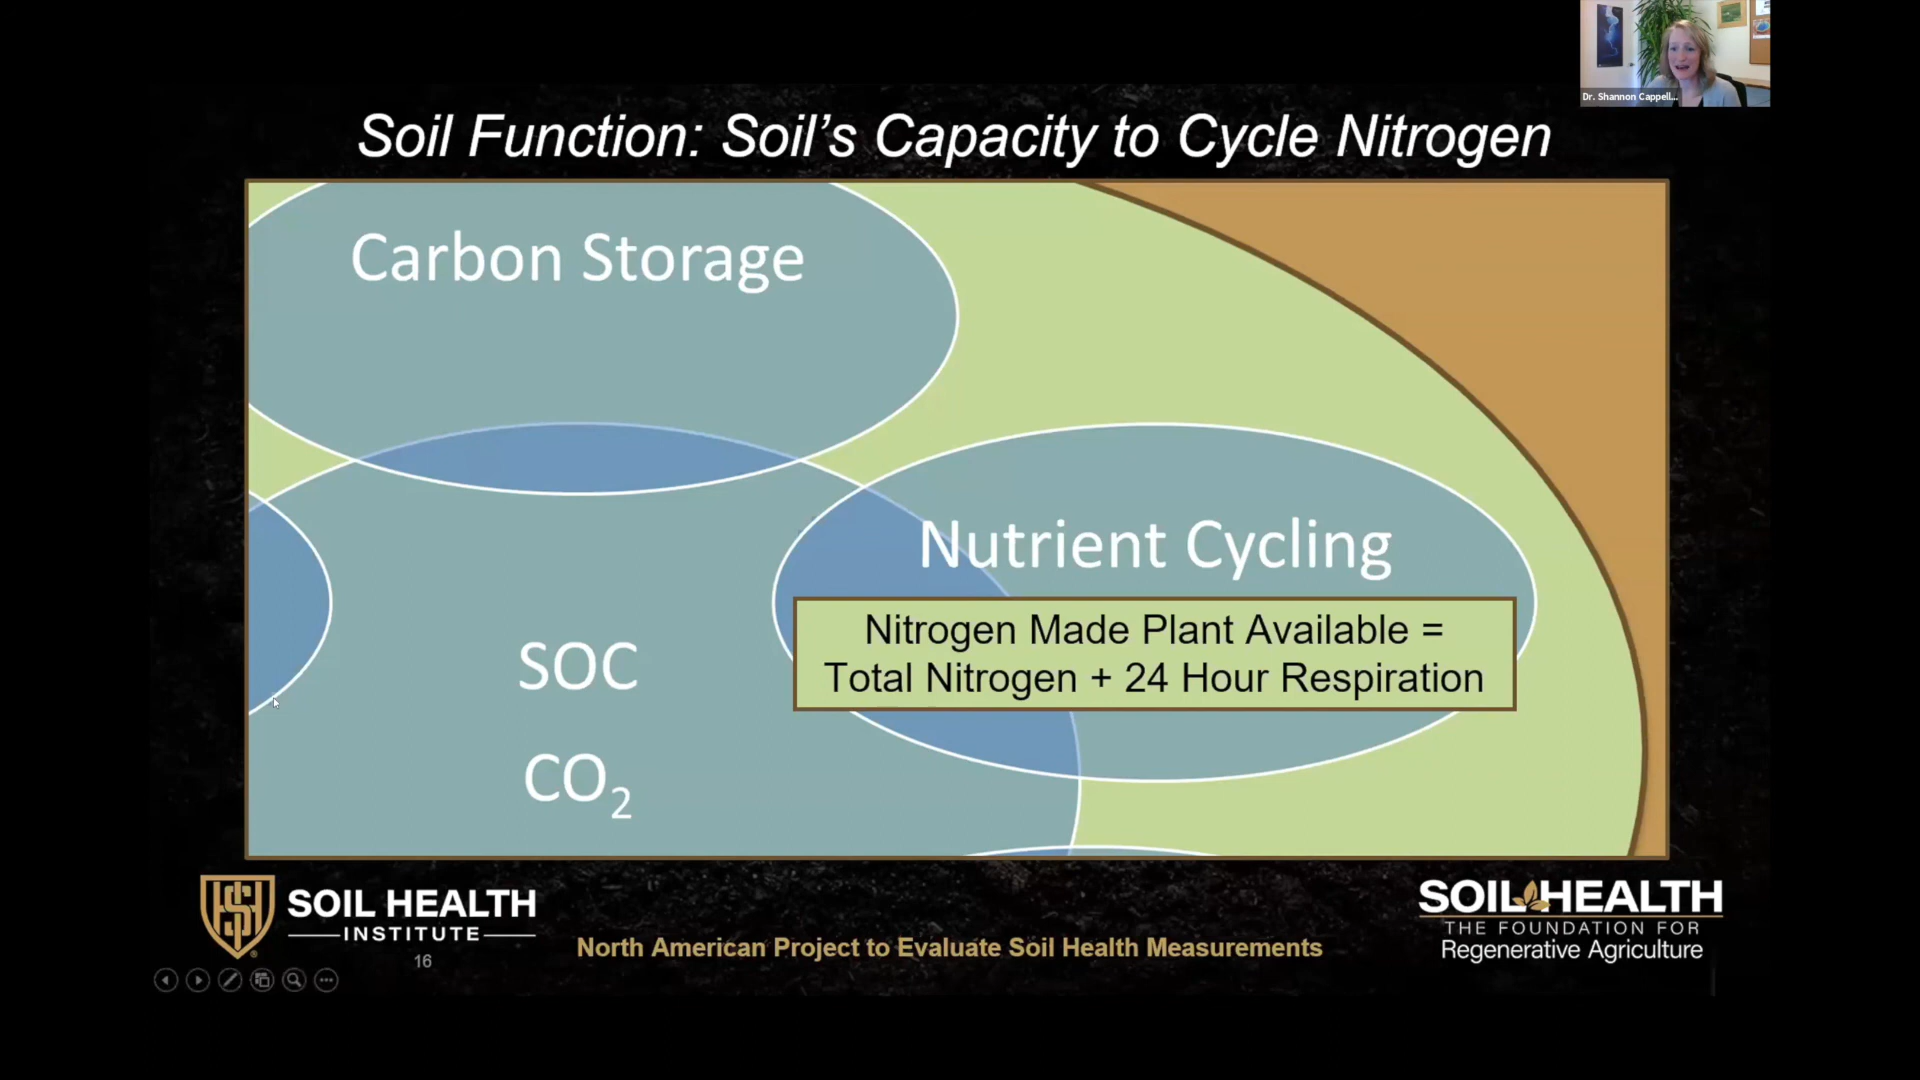 Dr. Shannon Cappell...
Soil Function: Soil’s Capacity to Cycle Nitrogen
Carbon Storage
Nutrient Cycling
Nitrogen Made Plant Available =
Total Nitrogen + 24 Hour Respiration
SOC
CO₂
SOIL HEALTH
INSTITUTE
16
North American Project to Evaluate Soil Health Measurements
SOIL HEALTH
THE FOUNDATION FOR
Regenerative Agriculture